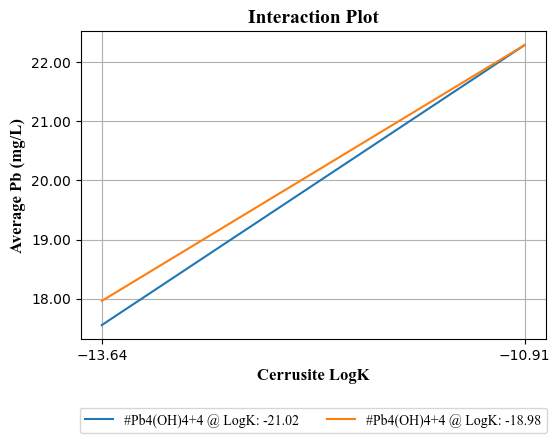 Interaction Plot
Average Pb (mg/L)
22.00
21.00
20.00
19.00
18.00
−13.64
−10.91
Cerrusite LogK
#Pb4(OH)4+4 @ LogK: -21.02
#Pb4(OH)4+4 @ LogK: -18.98